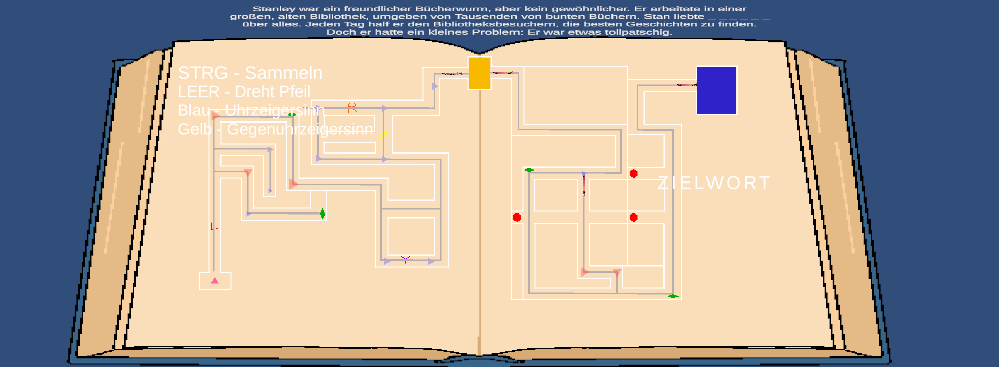 Stanley war ein freundlicher Bücherwurm, aber kein gewöhnlicher. Er arbeitete in einer
großen, alten Bibliothek, umgeben von Tausenden von bunten Büchern. Stan liebte _ _ _ _ _ _
über alles. Jeden Tag half er den Bibliotheksbesuchern, die besten Geschichten zu finden.
Doch er hatte ein kleines Problem: Er war etwas tollpatschig.
STRG - Sammeln
LEER - Dreht Pfeil
Blau - Uhrzeigersinn
Gelb - Gegenuhrzeigersinn
R
ZIELWORT
L
Y